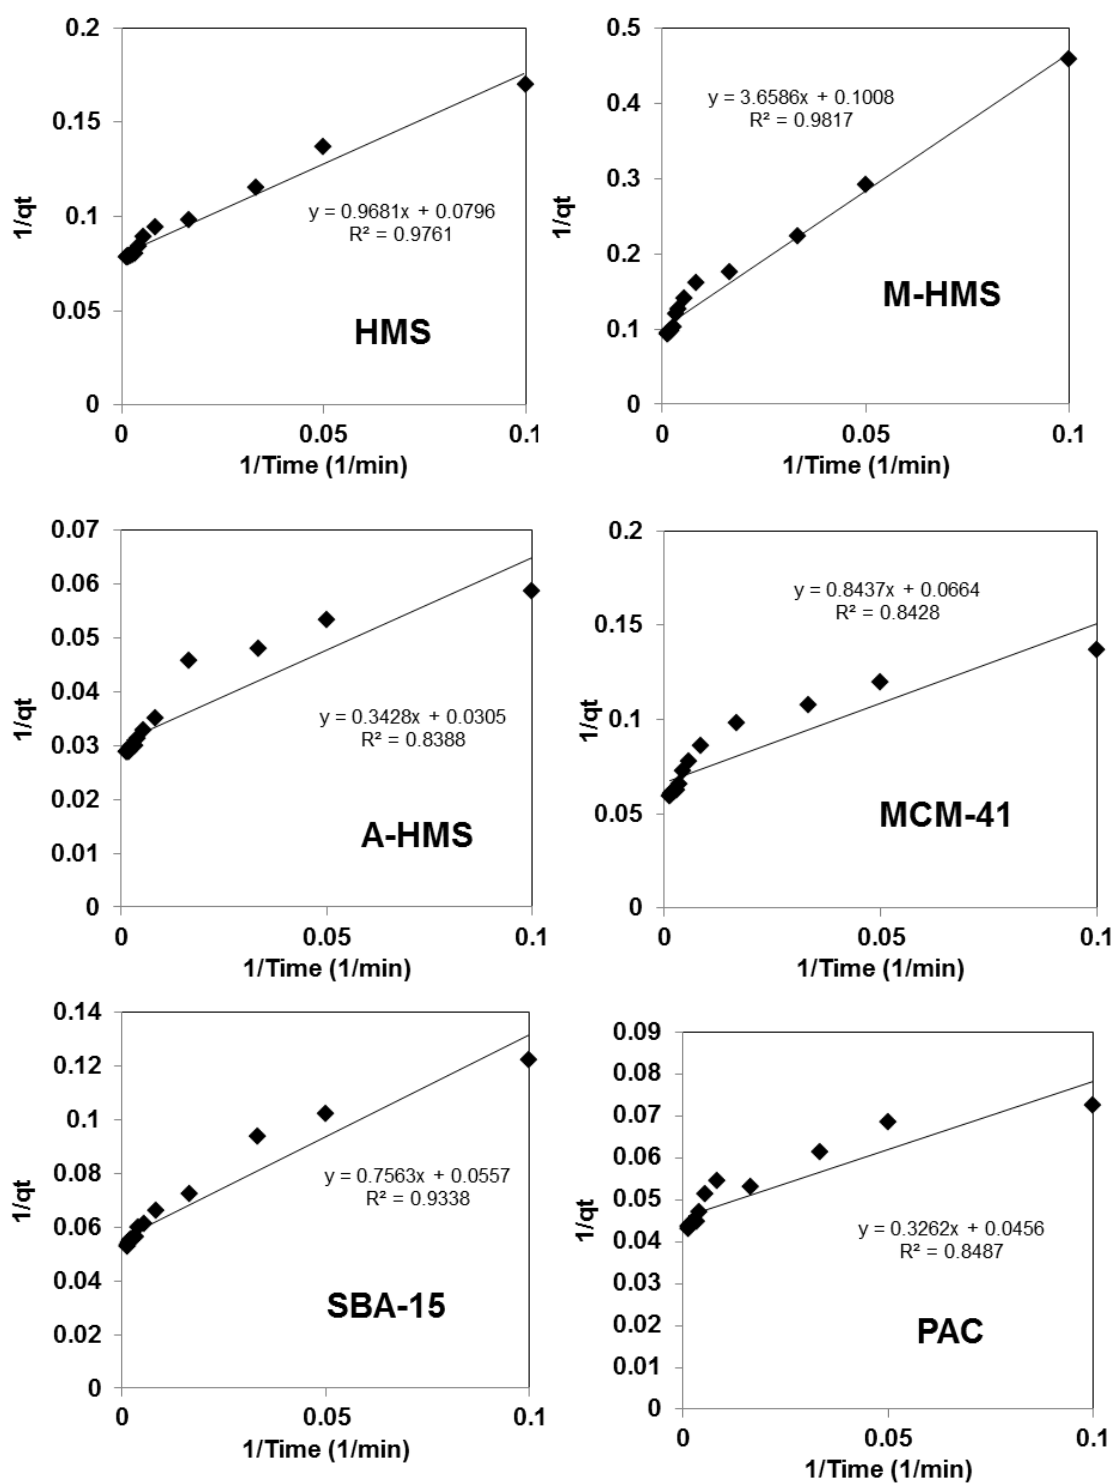 0.2
0.15
0.1
0.05
0
1/qt
y = 0.9681x + 0.0796
R² = 0.9761
HMS
0 0.05 0.1
1/Time (1/min)
0.5
0.4
0.3
0.2
0.1
0
1/qt
y = 3.6586x + 0.1008
R² = 0.9817
M-HMS
0 0.05 0.1
1/Time (1/min)
0.07
0.06
0.05
0.04
0.03
0.02
0.01
0
1/qt
y = 0.3428x + 0.0305
R² = 0.8388
A-HMS
0 0.05 0.1
1/Time (1/min)
0.2
0.15
0.1
0.05
0
1/qt
y = 0.8437x + 0.0664
R² = 0.8428
MCM-41
0 0.05 0.1
1/Time (1/min)
0.14
0.12
0.1
0.08
0.06
0.04
0.02
0
1/qt
y = 0.7563x + 0.0557
R² = 0.9338
SBA-15
0 0.05 0.1
1/Time (1/min)
0.09
0.08
0.07
0.06
0.05
0.04
0.03
0.02
0.01
0
1/qt
y = 0.3262x + 0.0456
R² = 0.8487
PAC
0 0.05 0.1
1/Time (1/min)